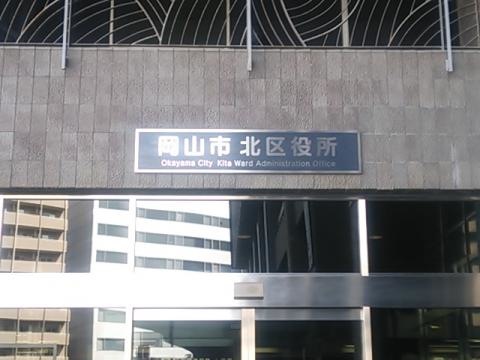 岡山市 北区役所
Okayama City Kita Ward Administration Office